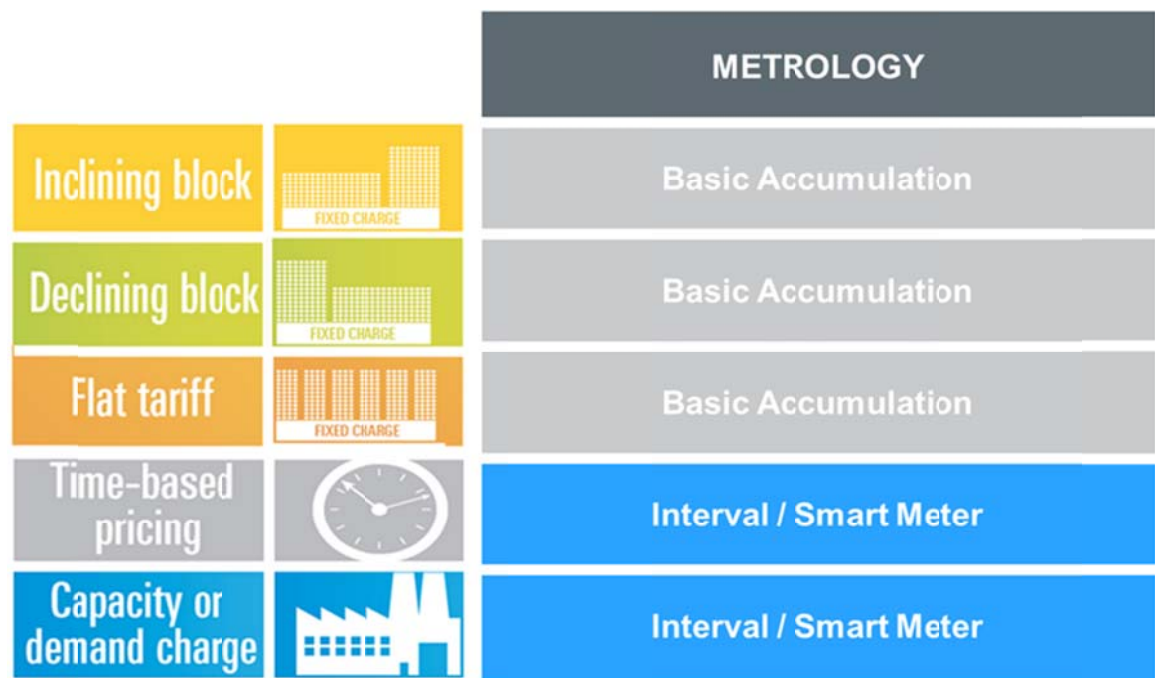 METROLOGY
Inclining block
FIXED CHARGE
Basic Accumulation
Declining block
FIXED CHARGE
Basic Accumulation
Flat tariff
FIXED CHARGE
Basic Accumulation
Time-based
pricing
Interval / Smart Meter
Capacity or
demand charge
Interval / Smart Meter